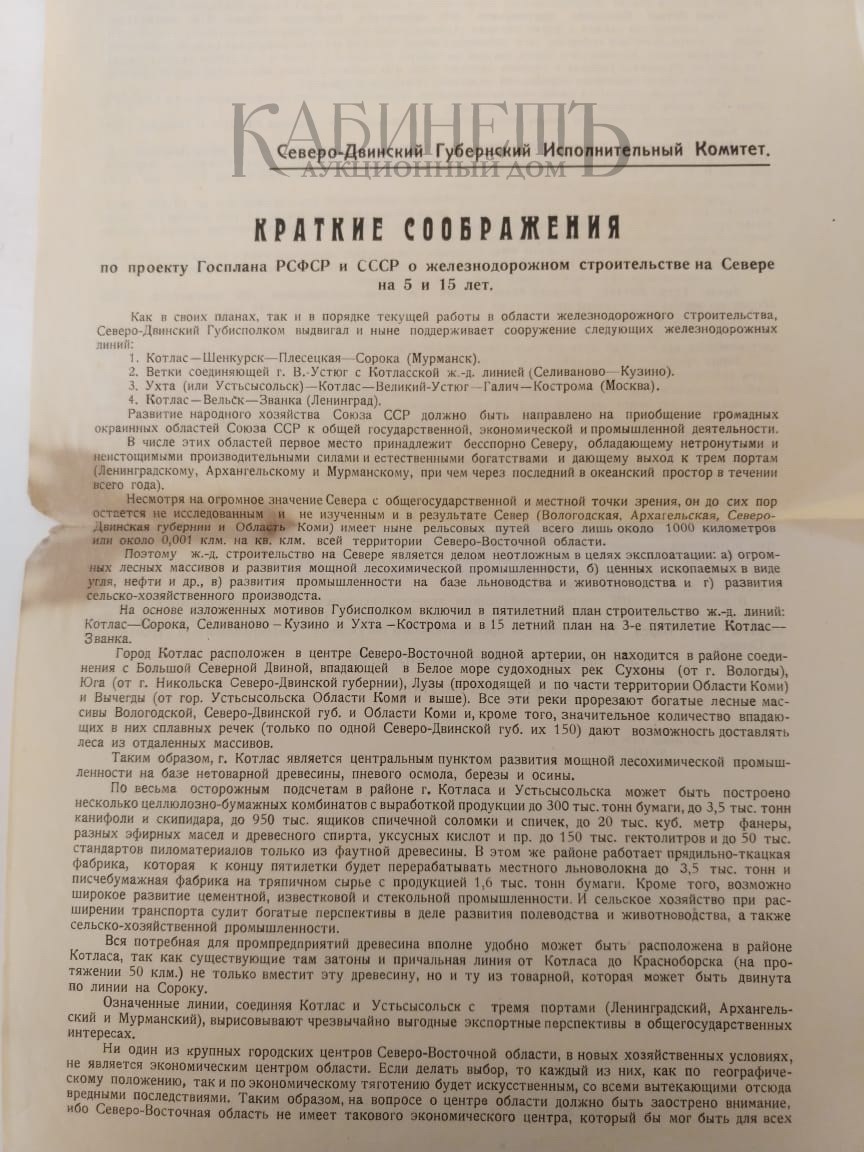 КАБИНЕТЪ
АУКЦИОННЫЙ ДОМ
Северо-Двинский Губернский Исполнительный Комитет.
КРАТКИЕ СООБРАЖЕНИЯ
по проекту Госплана РСФСР и СССР о железнодорожном строительстве на Севере
на 5 и 15 лет.
Как в своих планах, так и в порядке текущей работы в области железнодорожного строительства,
Северо-Двинский Губисполком выдвигал и ныне поддерживает сооружение следующих железнодорожных
линий:
1. Котлас—Шенкурск—Плесецкая—Сорока (Мурманск).
2. Ветки соединяющей г. В.-Устюг с Котласской ж.-д. линией (Селиваново—Кузино).
3. Ухта (или Устьсысольск)—Котлас—Великий-Устюг—Галич—Кострома (Москва).
4. Котлас—Вельск—Званка (Ленинград).
Развитие народного хозяйства Союза ССР должно быть направлено на приобщение громадных
окраинных областей Союза ССР к общей государственной, экономической и промышленной деятельности.
В числе этих областей первое место принадлежит бесспорно Северу, обладающему нетронутыми и
неистощимыми производительными силами и естественными богатствами и дающему выход к трем портам
(Ленинградскому, Архангельскому и Мурманскому, при чем через последний в океанский простор в течении
всего года).
Несмотря на огромное значение Севера с общегосударственной и местной точки зрения, он до сих пор
остается не исследованным и не изученным и в результате Север (Вологодская, Архагельская, Северо-
Двинская губернии и Область Коми) имеет ныне рельсовых путей всего лишь около 1000 километров
или около 0,001 клм. на кв. клм. всей территории Северо-Восточной области.
Поэтому ж.-д. строительство на Севере является делом неотложным в целях эксплоатации: а) огром-
ных лесных массивов и развития мощной лесохимической промышленности, б) ценных ископаемых в виде
угля, нефти и др., в) развития промышленности на базе льноводства и животноводства и г) развития
сельско-хозяйственного производста.
На основе изложенных мотивов Губисполком включил в пятилетний план строительство ж.-д. линий:
Котлас—Сорока, Селиваново—Кузино и Ухта—Кострома и в 15 летний план на 3-е пятилетие Котлас—
Званка.
Город Котлас расположен в центре Северо-Восточной водной артерии, он находится в районе соеди-
нения с Большой Северной Двиной, впадающей в Белое море судоходных рек Сухоны (от г. Вологды),
Юга (от г. Никольска Северо-Двинской губернии), Лузы (проходящей и по части территории Области Коми)
и Вычегды (от гор. Устьсысольска Области Коми и выше). Все эти реки прорезают богатые лесные мас-
сивы Вологодской, Северо-Двинской губ. и Области Коми и, кроме того, значительное количество впадаю-
щих в них сплавных речек (только по одной Северо-Двинской губ. их 150) дают возможность доставлять
леса из отдаленных массивов.
Таким образом, г. Котлас является центральным пунктом развития мощной лесохимической промыш-
ленности на базе нетоварной древесины, пневого осмола, березы и осины.
По весьма осторожным подсчетам в районе г. Котласа и Устьсысольска может быть построено
несколько целлюлозно-бумажных комбинатов с выработкой продукции до 300 тыс. тонн бумаги, до 3,5 тыс. тонн
канифоли и скипидара, до 950 тыс. ящиков спичечной соломки и спичек, до 20 тыс. куб. метр фанеры,
разных эфирных масел и древесного спирта, уксусных кислот и пр. до 150 тыс. гектолитров и до 50 тыс.
стандартов пиломатериалов только из фаутной древесины. В этом же районе работает прядильно-ткацкая
фабрика, которая к концу пятилетки будет перерабатывать местного льноволокна до 3,5 тыс. тонн и
писчебумажная фабрика на тряпичном сырье с продукцией 1,6 тыс. тонн бумаги. Кроме того, возможно
широкое развитие цементной, известковой и стекольной промышленности. И сельское хозяйство при рас-
ширении транспорта сулит богатые перспективы в деле развития полеводства и животноводства, а также
сельско-хозяйственной промышленности.
Вся потребная для промпредприятий древесина вполне удобно может быть расположена в районе
Котласа, так как существующие там затоны и причальная линия от Котласа до Красноборска (на про-
тяжении 50 клм.) не только вместит эту древесину, но и ту из товарной, которая может быть двинута
по линии на Сороку.
Означенные линии, соединяя Котлас и Устьсысольск с тремя портами (Ленинградский, Архангель-
ский и Мурманский), вырисовывают чрезвычайно выгодные экспортные перспективы в общегосударственных
интересах.
Ни один из крупных городских центров Северо-Восточной области, в новых хозяйственных условиях,
не является экономическим центром области. Если делать выбор, то каждый из них, как по географиче-
скому положению, так и по экономическому тяготению будет искусственным, со всеми вытекающими отсюда
вредными последствиями. Таким образом, на вопросе о центре области должно быть заострено внимание,
ибо Северо-Восточная область не имеет такового экономического центра, который бы мог быть для всех